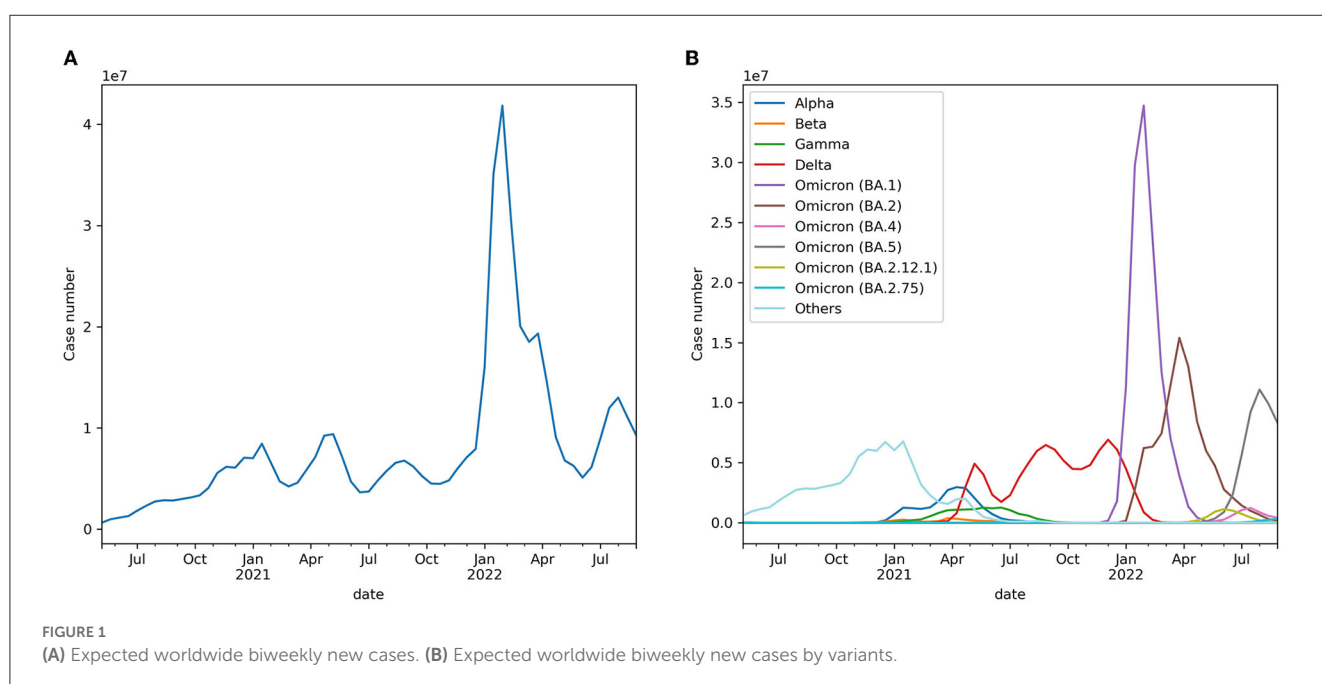 A
1e7
4
3
2
1
0
Case number
Jul
Oct
Jan
2021
Apr
Jul
Oct
Jan
2022
Apr
Jul
date
B
1e7
3.5
3.0
2.5
2.0
1.5
1.0
0.5
0.0
Case number
Alpha
Beta
Gamma
Delta
Omicron (BA.1)
Omicron (BA.2)
Omicron (BA.4)
Omicron (BA.5)
Omicron (BA.2.12.1)
Omicron (BA.2.75)
Others
Jul
Oct
Jan
2021
Apr
Jul
Oct
Jan
2022
Apr
Jul
date
FIGURE 1
(A) Expected worldwide biweekly new cases. (B) Expected worldwide biweekly new cases by variants.